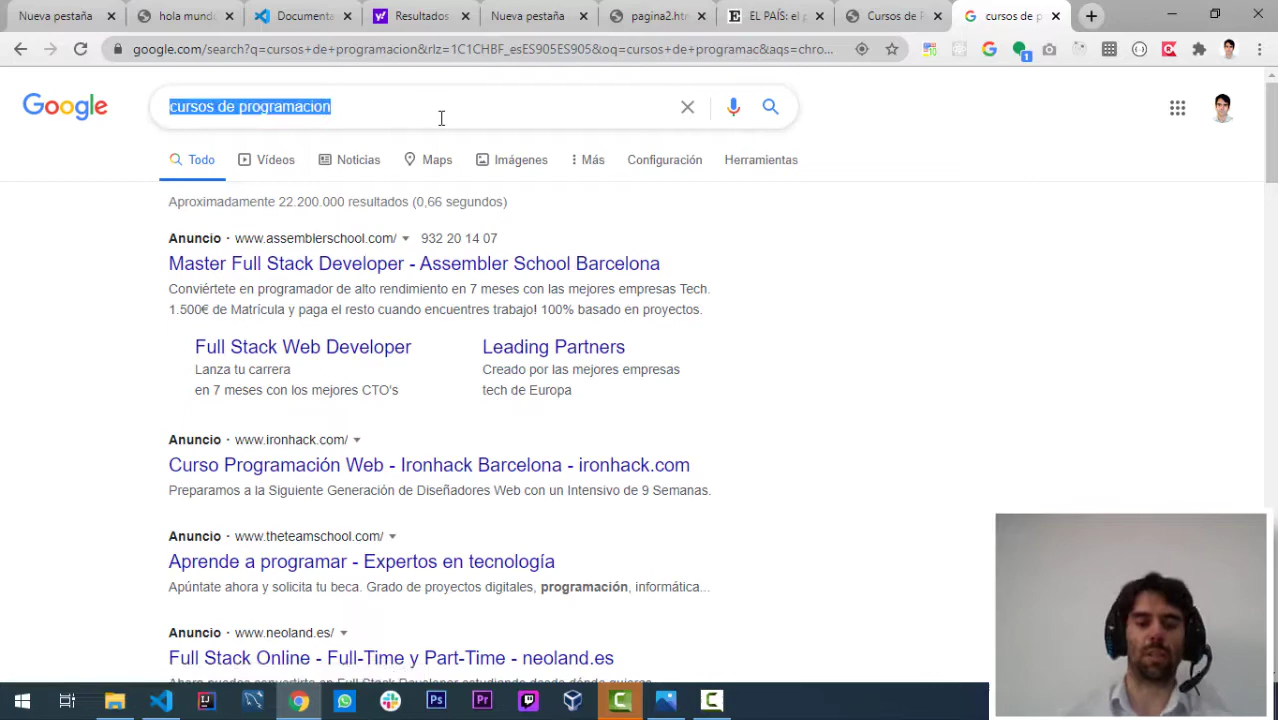 Nueva pestaña
hola mund
Documenta
Resultados
Nueva pestaña
pagina2.htm
EL PAÍS: el p
Cursos de
cursos de p
google.com/search?q=cursos+de+programacion&rlz=1C1CHBF_esES905ES905&oq=cursos+de+programac&aqs=chro...
Google
cursos de programacion
Todo Vídeos Noticias Maps Imágenes Más Configuración Herramientas
Aproximadamente 22.200.000 resultados (0,66 segundos)
Anuncio · www.assemblerschool.com/ 932 20 14 07
Master Full Stack Developer - Assembler School Barcelona
Conviértete en programador de alto rendimiento en 7 meses con las mejores empresas Tech.
1.500€ de Matrícula y paga el resto cuando encuentres trabajo! 100% basado en proyectos.
Full Stack Web Developer
Lanza tu carrera
en 7 meses con los mejores CTO's
Leading Partners
Creado por las mejores empresas
tech de Europa
Anuncio · www.ironhack.com/
Curso Programación Web - Ironhack Barcelona - ironhack.com
Preparamos a la Siguiente Generación de Diseñadores Web con un Intensivo de 9 Semanas.
Anuncio · www.theteamschool.com/
Aprende a programar - Expertos en tecnología
Apúntate ahora y solicita tu beca. Grado de proyectos digitales, programación, informática...
Anuncio · www.neoland.es/
Full Stack Online - Full-Time y Part-Time - neoland.es